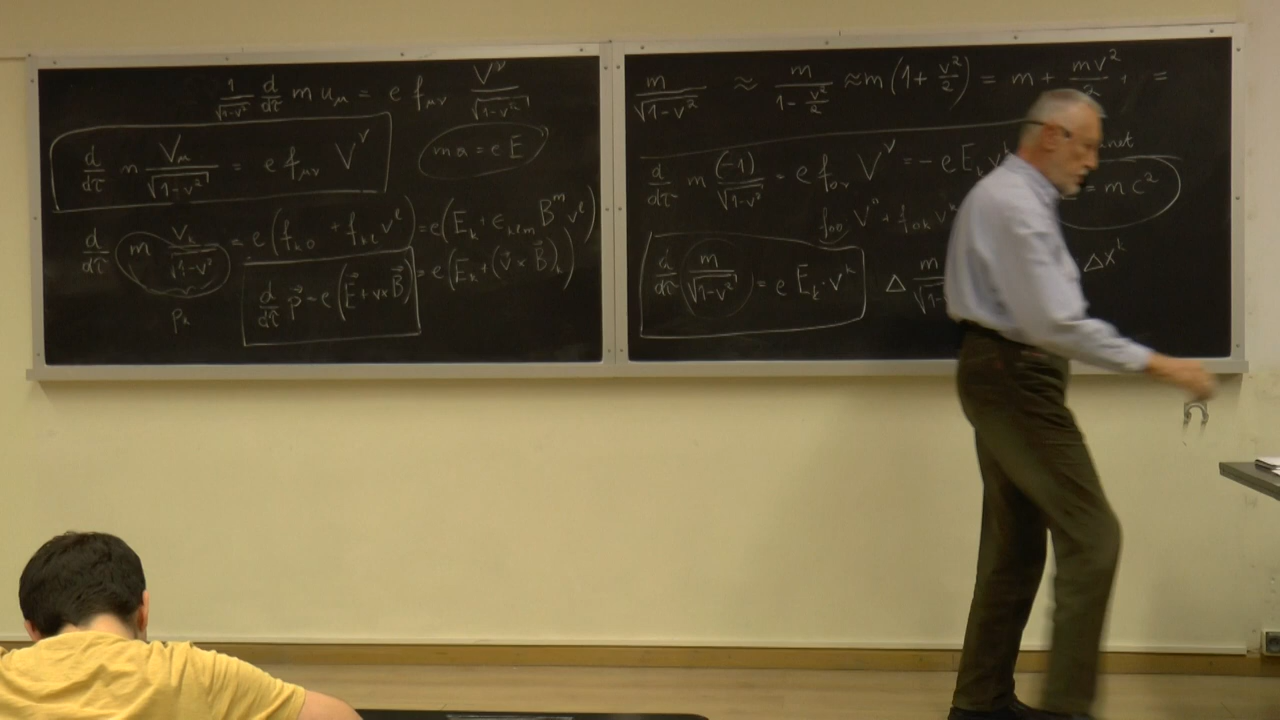 1/√(1-v²) d/dτ m u_μ = e f_μν V^ν/√(1-v²)
d/dτ m V_μ/√(1-v²) = e f_μν V^ν
ma = eE
d/dτ m V_k/√(1-v²) = e(f_k0 + f_kl v^l) = e(E_k + ϵ_klm B^m v^l)
p_k
d/dτ p⃗ = e(E⃗ + v×B⃗) = e(E_k + (v⃗×B⃗)_k)
m/√(1-v²) ≈ m/(1-v²/2) ≈ m(1+v²/2) = m + mv²/2 + =
d/dτ m (-1)/√(1-v²) = e f_0ν V^ν = -e E_k v
= mc²
f_00 V^0 + f_0k V^k
d/dτ m/√(1-v²) = e E_k · v^k
Δ m/√(1-
Δx^k